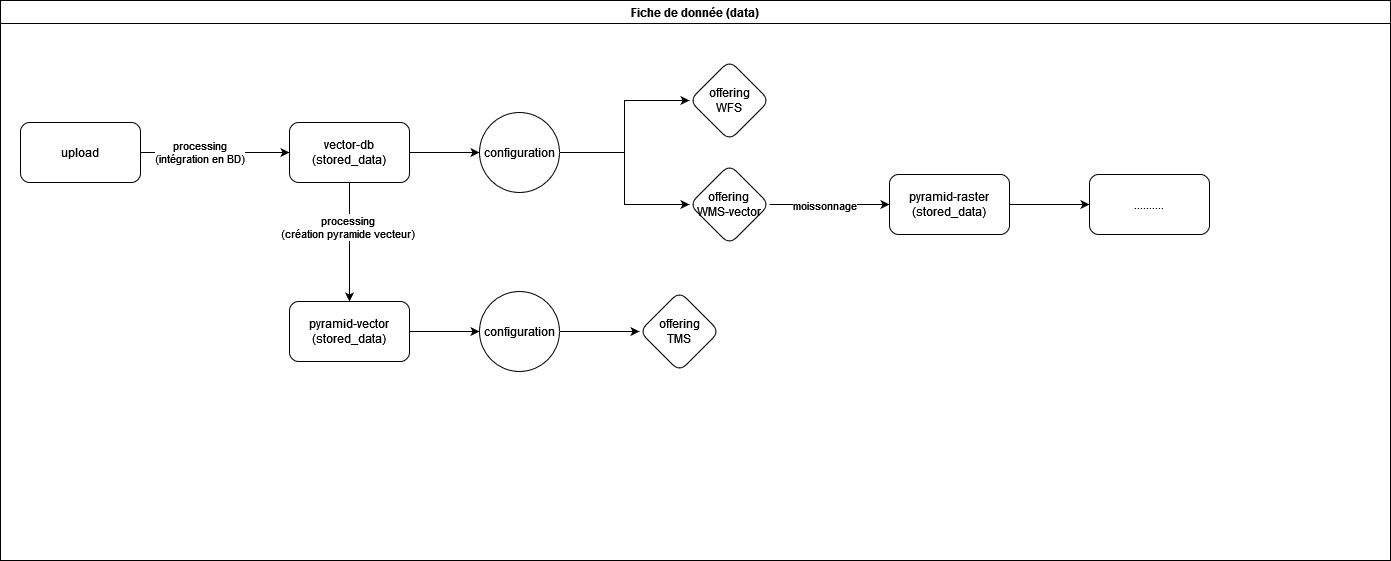 Fiche de donnée (data)
offering
WFS
upload
processing
(intégration en BD)
vector-db
(stored_data)
configuration
offering
WMS-vector
moissonnage
pyramid-raster
(stored_data)
..........
processing
(création pyramide vecteur)
pyramid-vector
(stored_data)
configuration
offering
TMS